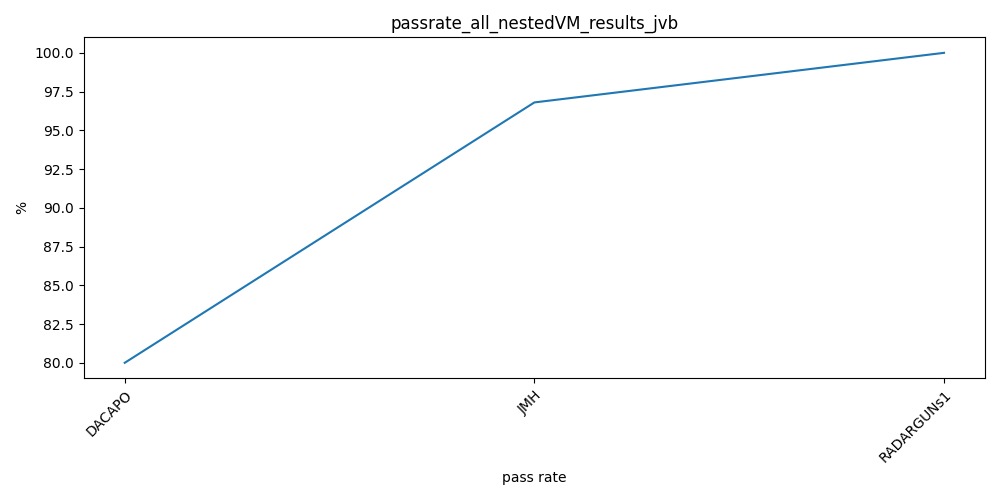 passrate_all_nestedVM_results_jvb
100.0
97.5
95.0
92.5
90.0
87.5
85.0
82.5
80.0
%
DACAPO
JMH
RADARGUNs1
pass rate